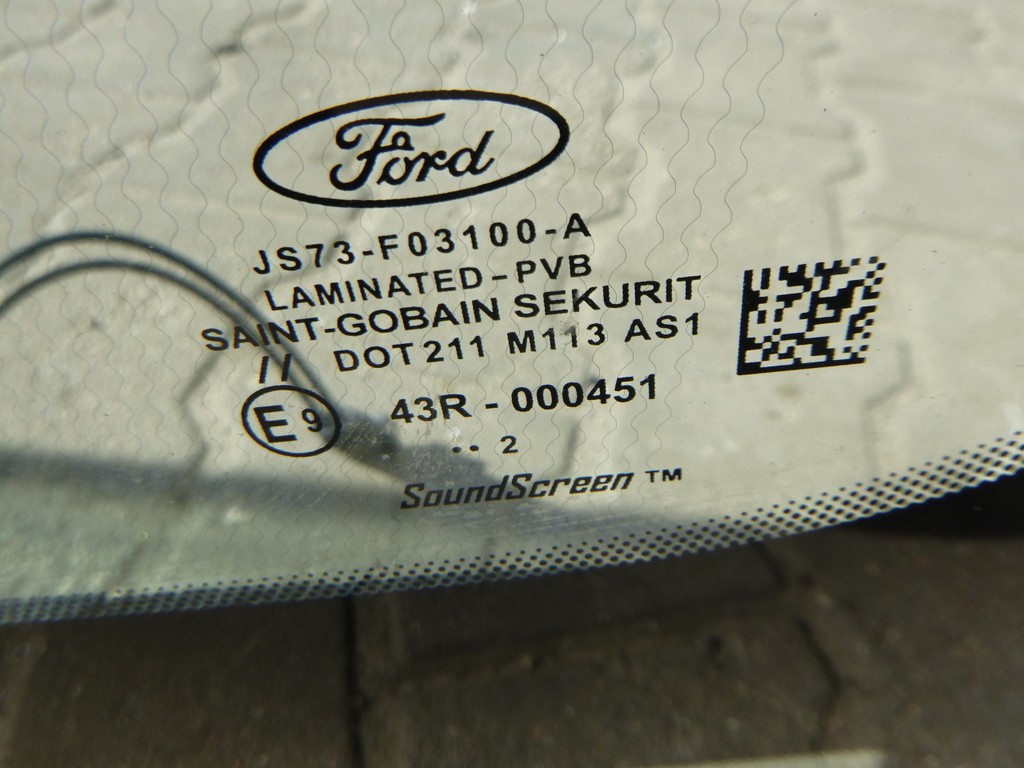 Ford
JS73-F03100-A
LAMINATED-PVB
SAINT-GOBAIN SEKURIT
// DOT211 M113 AS1
E9 43R - 000451
.. 2
SoundScreen ™